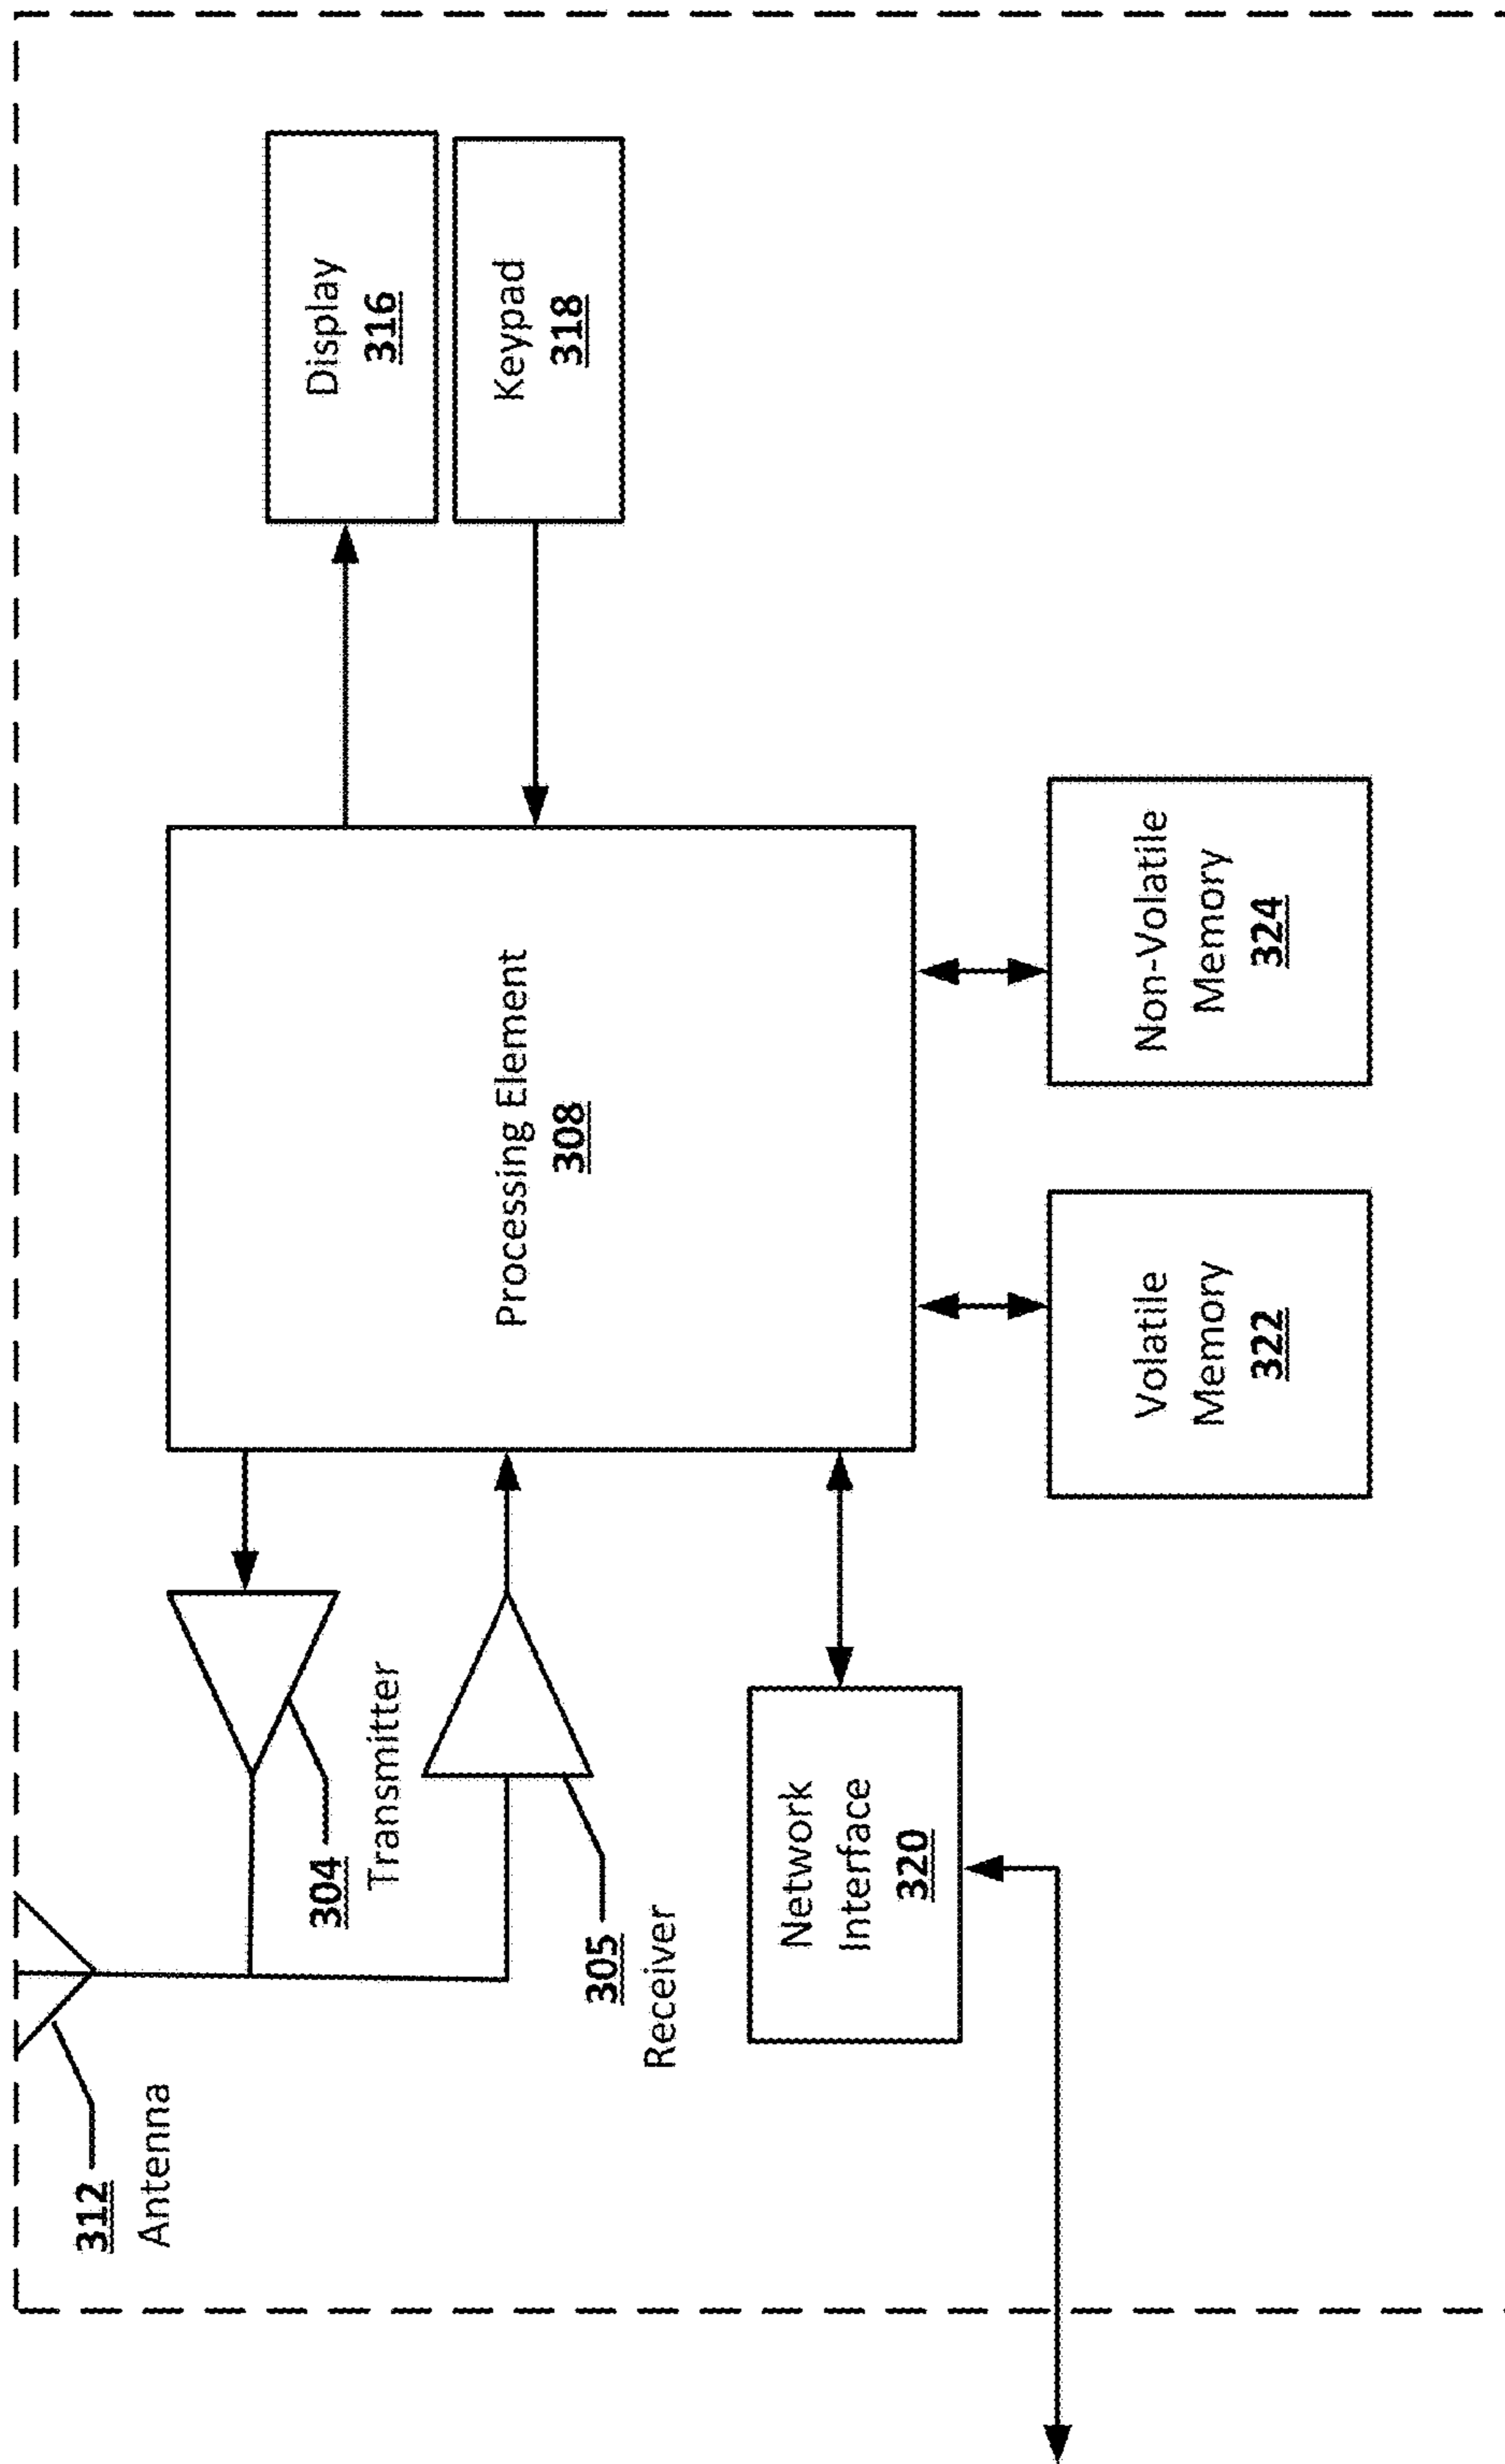 312
Antenna
304
Transmitter
305
Receiver
Network
Interface
320
Processing Element
308
Display
316
Keypad
318
Volatile
Memory
322
Non-Volatile
Memory
324